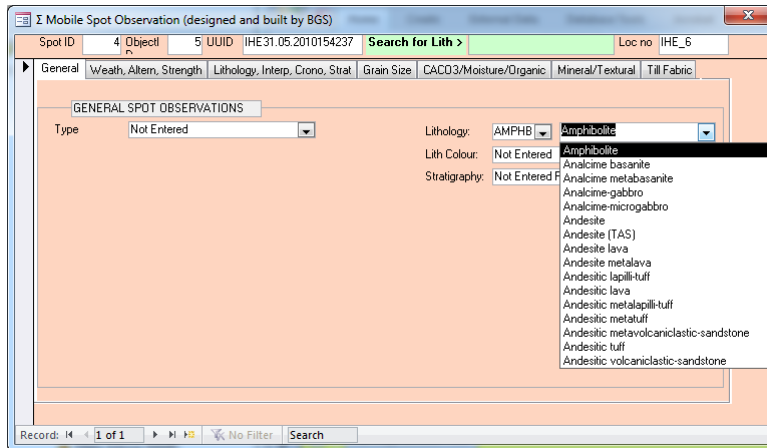 Σ Mobile Spot Observation (designed and built by BGS) X
Spot ID 4 ObjectI D 5 UUID IHE31.05.2010154237 Search for Lith > Loc no IHE_6
General Weath, Altern, Strength Lithology, Interp, Crono, Strat Grain Size CACO3/Moisture/Organic Mineral/Textural Till Fabric
GENERAL SPOT OBSERVATIONS
Type Not Entered Lithology: AMPHB Amphibolite
Lith Colour: Not Entered
Stratigraphy: Not Entered F
Amphibolite
Analcime basanite
Analcime metabasanite
Analcime-gabbro
Analcime-microgabbro
Andesite
Andesite (TAS)
Andesite lava
Andesite metalava
Andesitic lapilli-tuff
Andesitic lava
Andesitic metalapilli-tuff
Andesitic metatuff
Andesitic metavolcaniclastic-sandstone
Andesitic tuff
Andesitic volcaniclastic-sandstone
Record: 1 of 1 No Filter Search